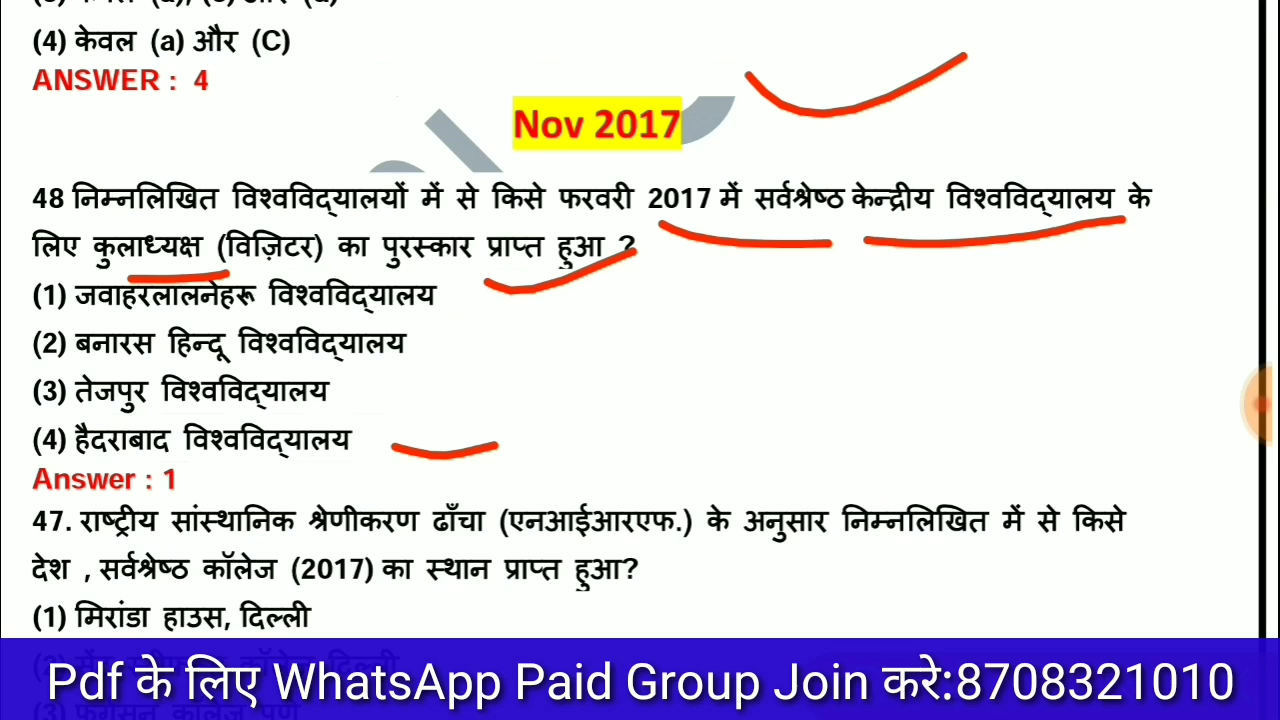 (4) केवल (a) और (C)
ANSWER : 4
Nov 2017
48 निम्नलिखित विश्वविद्यालयों में से किसे फरवरी 2017 में सर्वश्रेष्ठ केन्द्रीय विश्वविद्यालय के
लिए कुलाध्यक्ष (विज़िटर) का पुरस्कार प्राप्त हुआ ?
(1) जवाहरलालनेहरू विश्वविद्यालय
(2) बनारस हिन्दू विश्वविद्यालय
(3) तेजपुर विश्वविद्यालय
(4) हैदराबाद विश्वविद्यालय
Answer : 1
47. राष्ट्रीय सांस्थानिक श्रेणीकरण ढाँचा (एनआईआरएफ.) के अनुसार निम्नलिखित में से किसे
देश , सर्वश्रेष्ठ कॉलेज (2017) का स्थान प्राप्त हुआ?
(1) मिरांडा हाउस, दिल्ली
Pdf के लिए WhatsApp Paid Group Join करे:8708321010